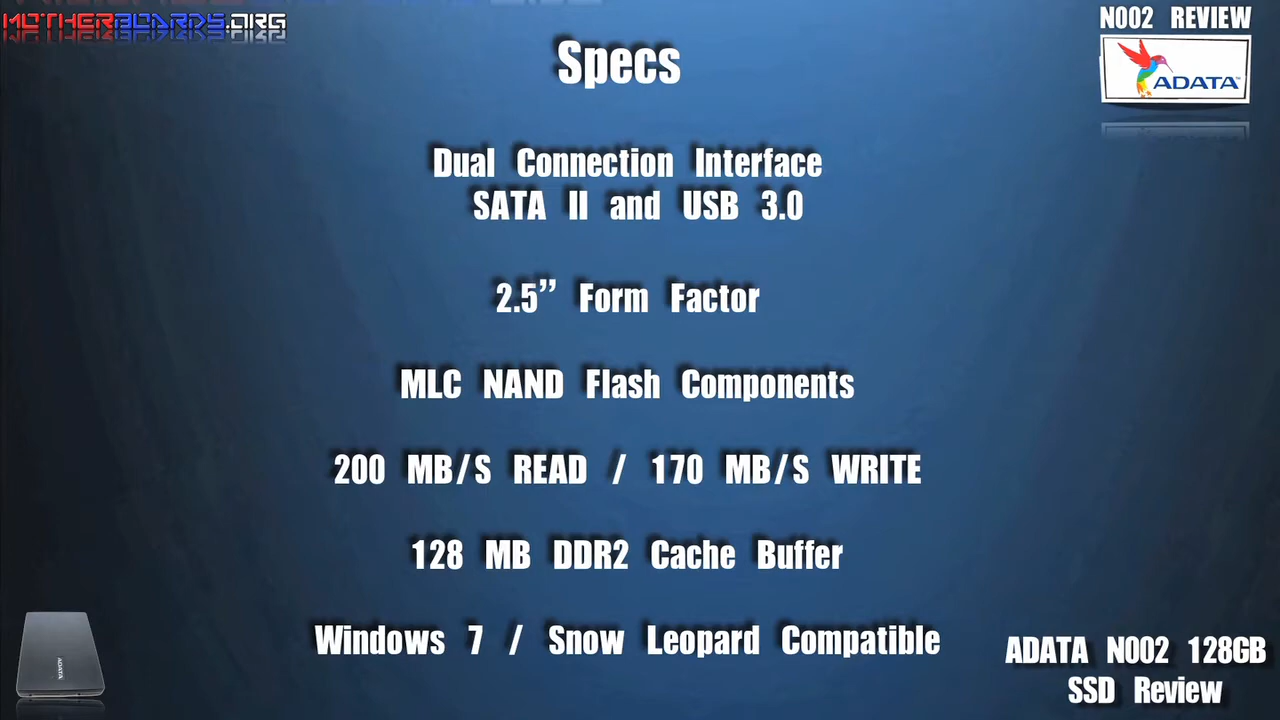 MOTHERBOARDS.ORG
N002 REVIEW
ADATA™
Specs
Dual Connection Interface
SATA II and USB 3.0
2.5” Form Factor
MLC NAND Flash Components
200 MB/S READ / 170 MB/S WRITE
128 MB DDR2 Cache Buffer
Windows 7 / Snow Leopard Compatible
ADATA
ADATA N002 128GB
SSD Review